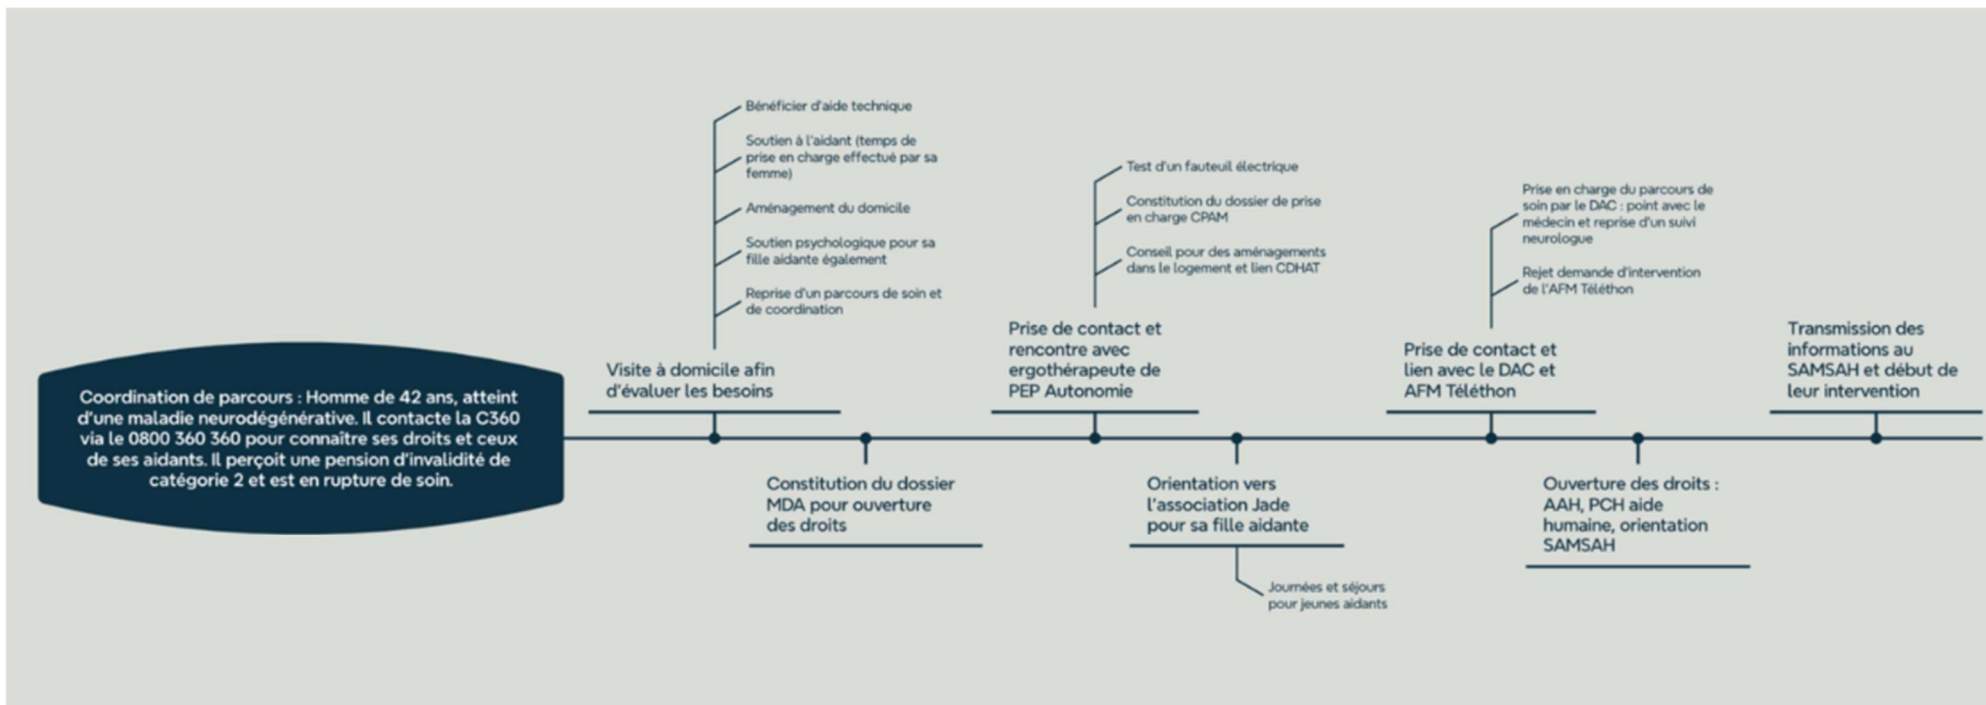 Coordination de parcours : Homme de 42 ans, atteint
d'une maladie neurodégénérative. Il contacte la C360
via le 0800 360 360 pour connaître ses droits et ceux
de ses aidants. Il perçoit une pension d'invalidité de
catégorie 2 et est en rupture de soin.
Bénéficier d'aide technique
Soutien à l'aidant (temps de
prise en charge effectué par sa
femme)
Aménagement du domicile
Soutien psychologique pour sa
fille aidante également
Reprise d'un parcours de soin et
de coordination
Visite à domicile afin
d'évaluer les besoins
Constitution du dossier
MDA pour ouverture
des droits
Test d'un fauteuil électrique
Constitution du dossier de prise
en charge CPAM
Conseil pour des aménagements
dans le logement et lien CDHAT
Prise de contact et
rencontre avec
ergothérapeute de
PEP Autonomie
Orientation vers
l'association Jade
pour sa fille aidante
Journées et séjours
pour jeunes aidants
Prise en charge du parcours de
soin par le DAC : point avec le
médecin et reprise d'un suivi
neurologue
Rejet demande d'intervention
de l'AFM Téléthon
Prise de contact et
lien avec le DAC et
AFM Téléthon
Ouverture des droits :
AAH, PCH aide
humaine, orientation
SAMSAH
Transmission des
informations au
SAMSAH et début de
leur intervention